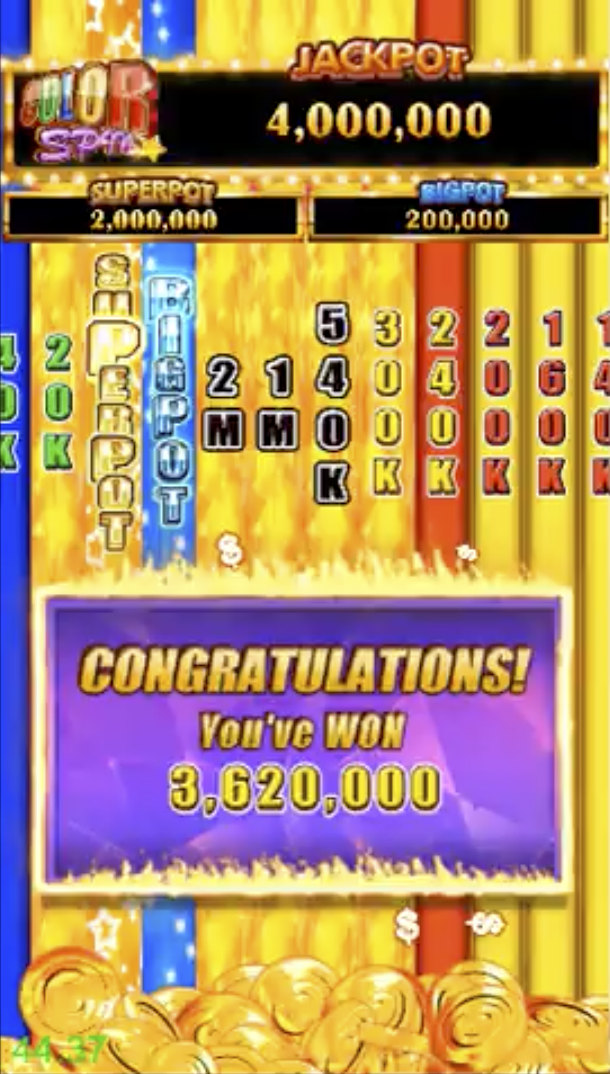 JACKPOT
COLOR
SPIN
4,000,000
SUPERPOT
2,000,000
BIGPOT
200,000
20K
SUPERPOT
BIGPOT
2M
1M
540K
300K
240K
200K
160K
CONGRATULATIONS!
You've WON
3,620,000
44.37